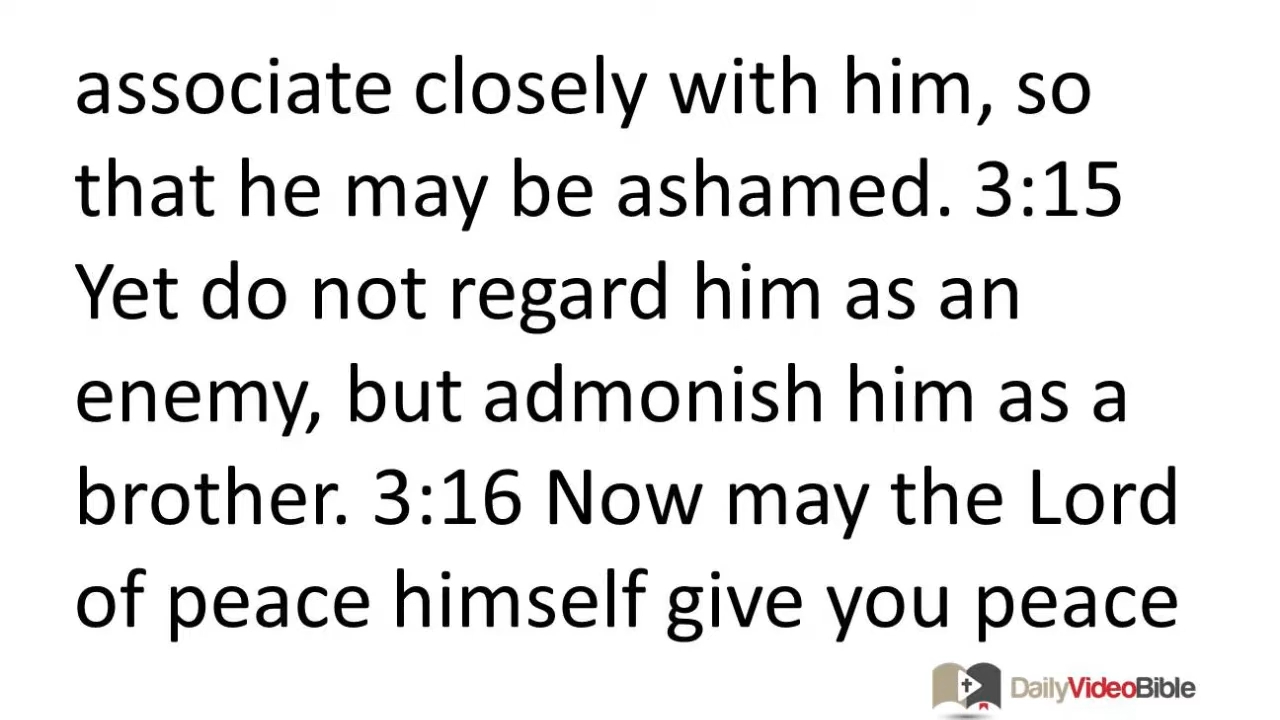 associate closely with him, so
that he may be ashamed. 3:15
Yet do not regard him as an
enemy, but admonish him as a
brother. 3:16 Now may the Lord
of peace himself give you peace
DailyVideoBible